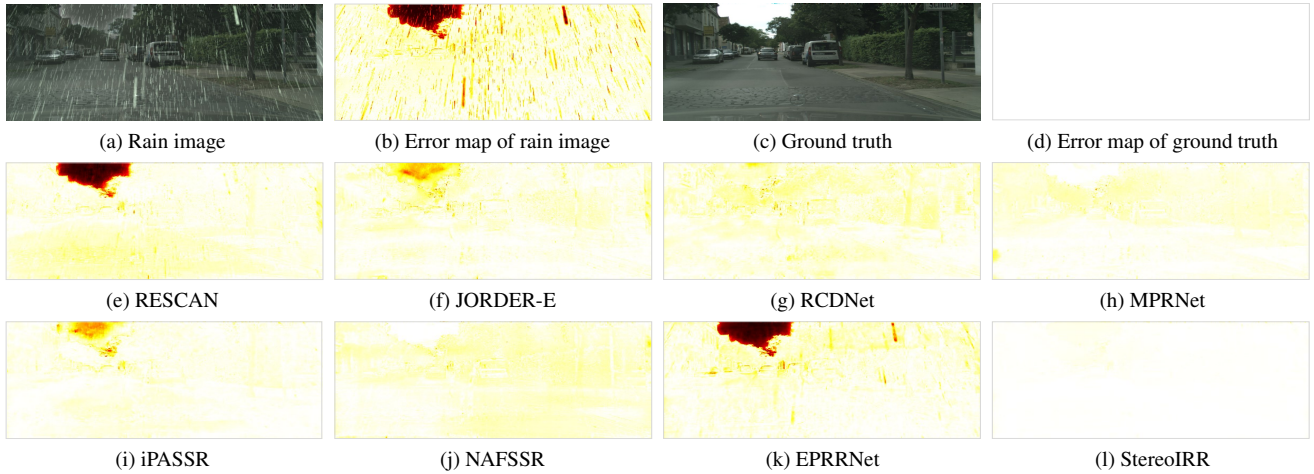 (a) Rain image
(b) Error map of rain image
(c) Ground truth
(d) Error map of ground truth
(e) RESCAN
(f) JORDER-E
(g) RCDNet
(h) MPRNet
(i) iPASSR
(j) NAFSSR
(k) EPRRNet
(l) StereoIRR